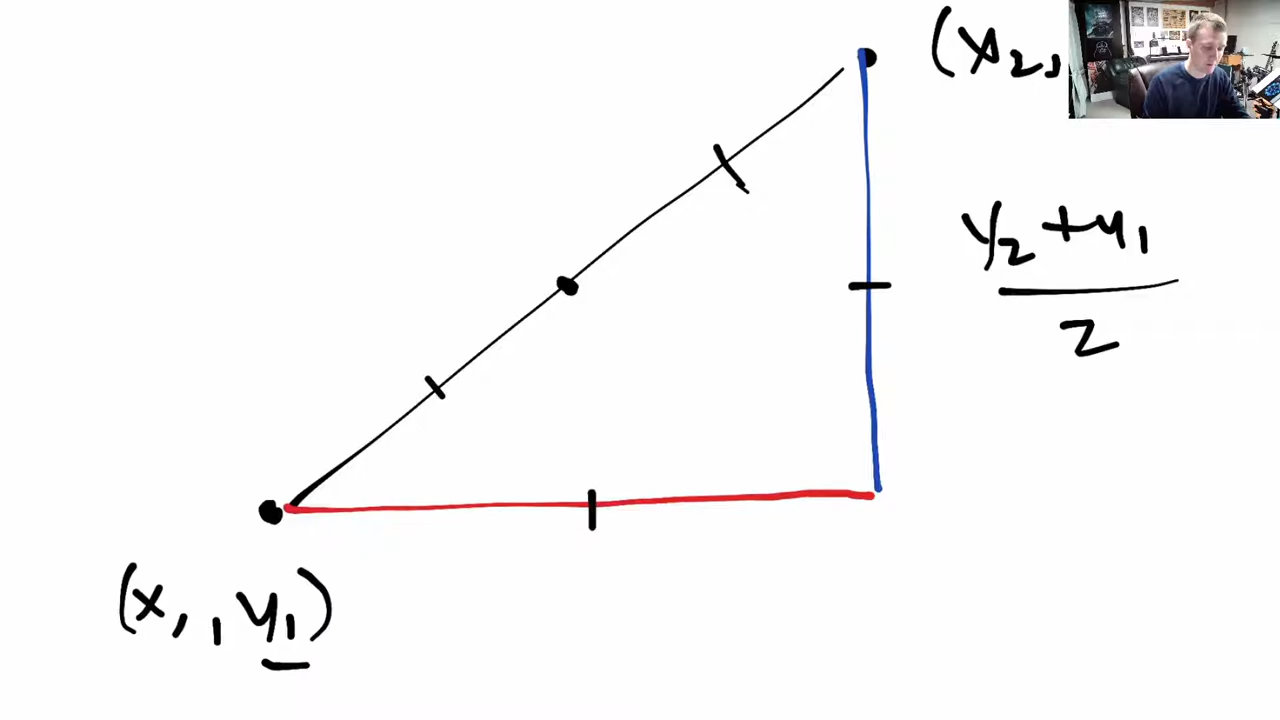 (x₂,
y₂ + y₁
2
(x₁, y₁)